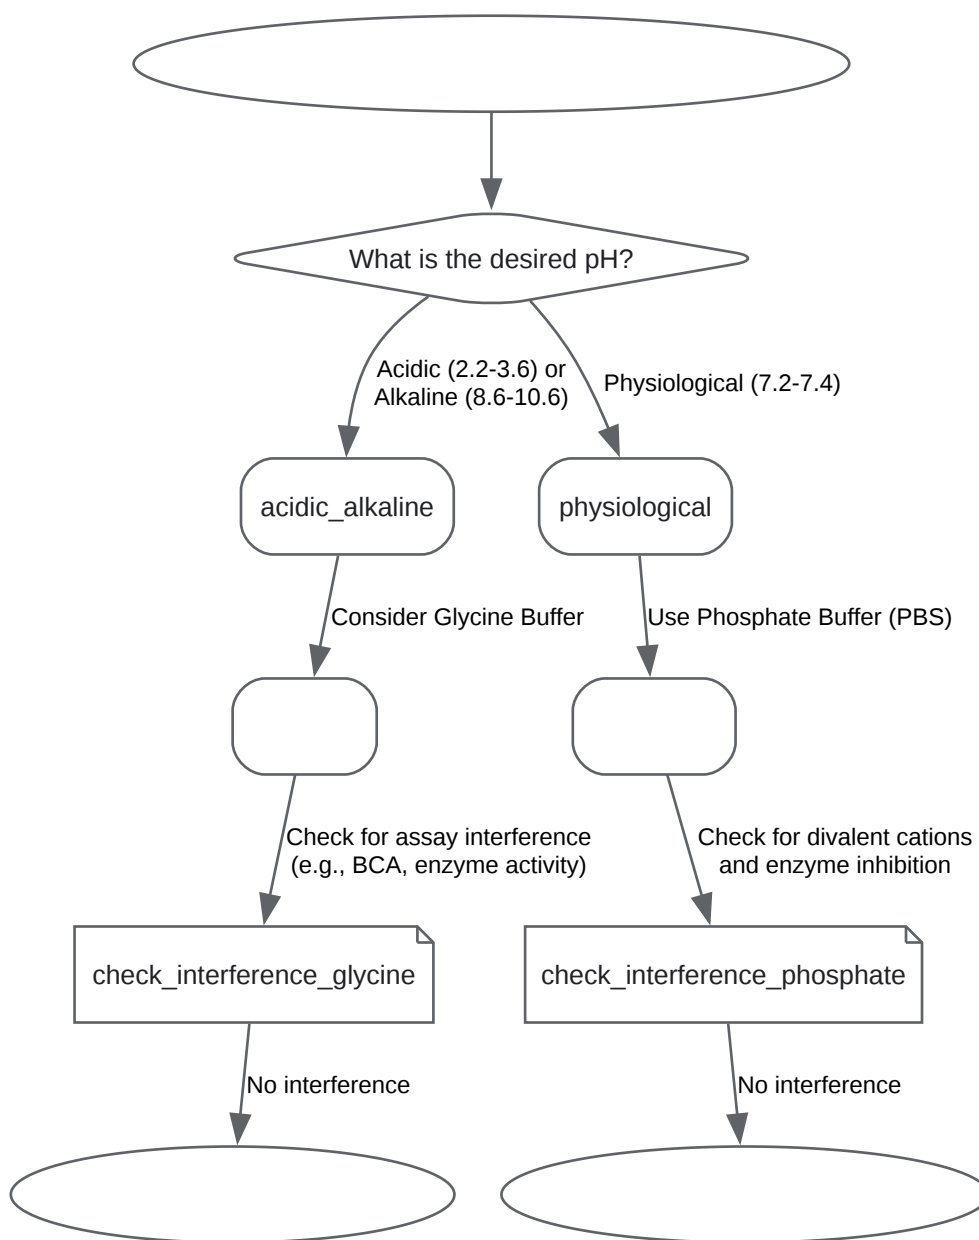 What is the desired pH?
Acidic (2.2-3.6) or
Alkaline (8.6-10.6)
Physiological (7.2-7.4)
acidic_alkaline
physiological
Consider Glycine Buffer
Use Phosphate Buffer (PBS)
Check for assay interference
(e.g., BCA, enzyme activity)
Check for divalent cations
and enzyme inhibition
check_interference_glycine
check_interference_phosphate
No interference
No interference